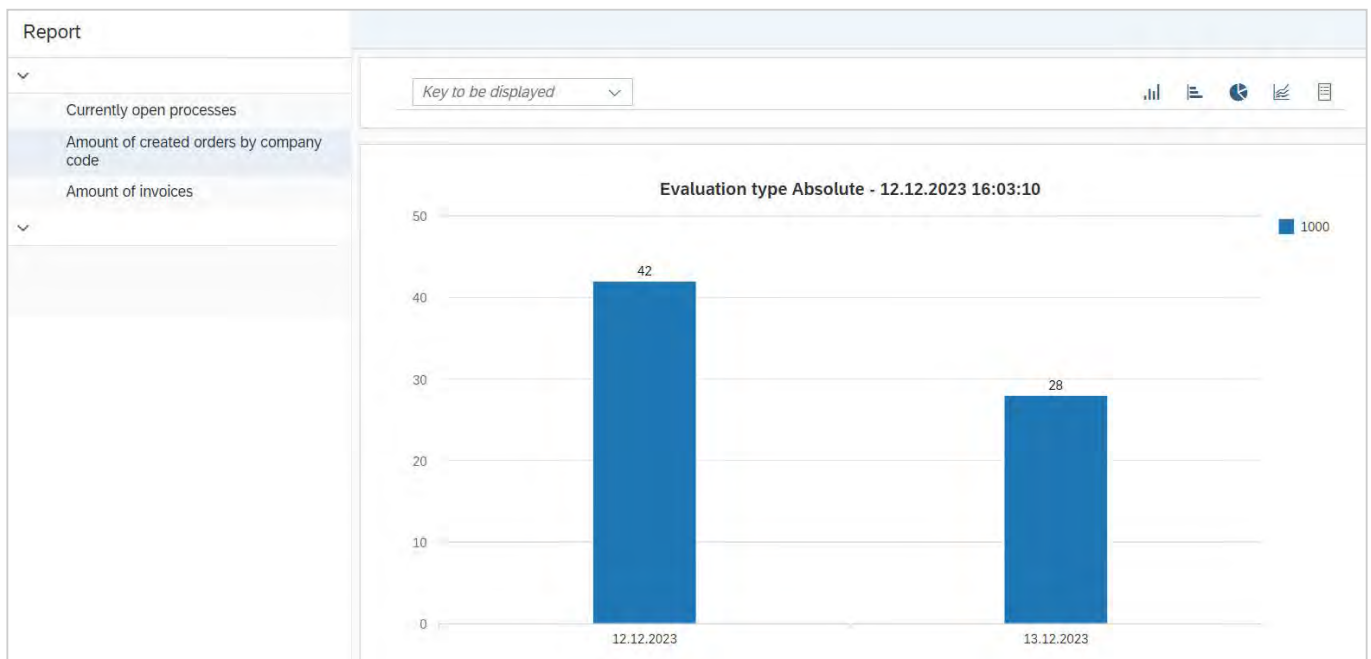 Report
Currently open processes
Amount of created orders by company
code
Amount of invoices
Key to be displayed
Evaluation type Absolute - 12.12.2023 16:03:10
50
1000
42
40
30
28
20
10
0
12.12.2023
13.12.2023